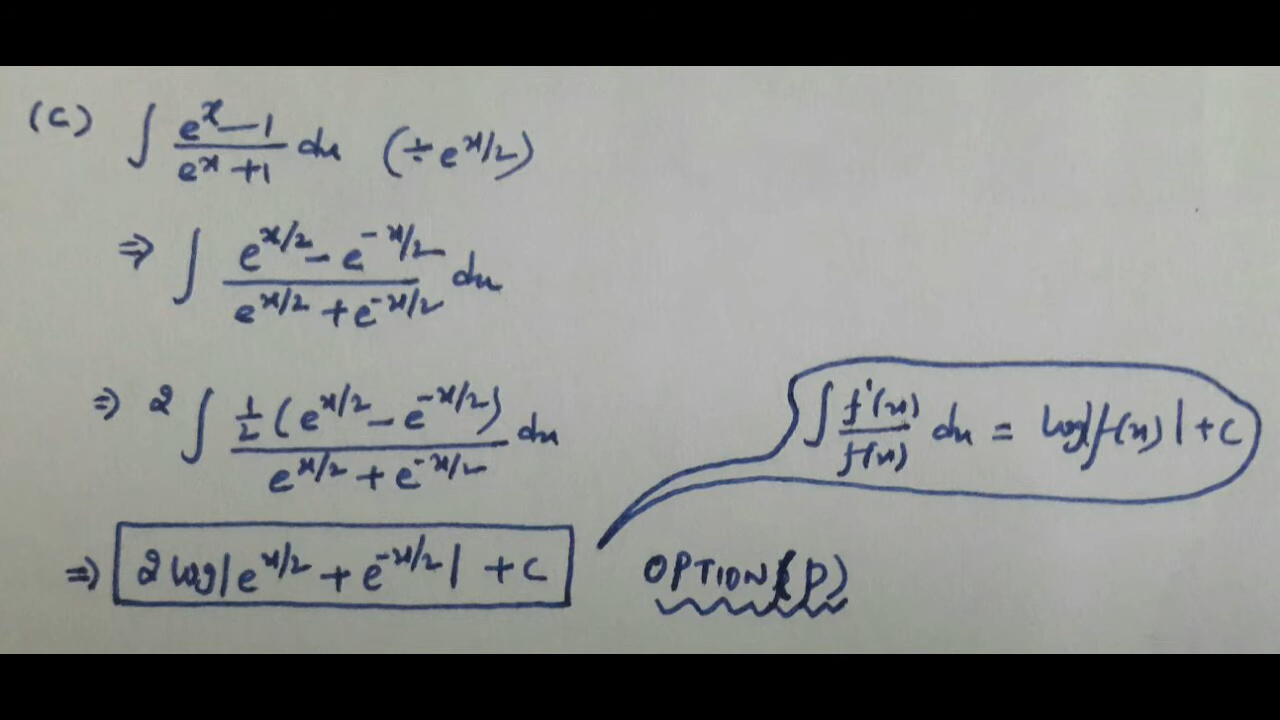 (C) ∫ (e^x − 1)/(e^x + 1) dx (÷ e^{x/2})
⇒ ∫ (e^{x/2} − e^{-x/2})/(e^{x/2} + e^{-x/2}) dx
⇒ 2 ∫ (1/2 (e^{x/2} − e^{-x/2}))/(e^{x/2} + e^{-x/2}) dx
∫ f'(x)/f(x) dx = log|f(x)| + C
⇒ 2 log|e^{x/2} + e^{-x/2}| + C
OPTION (P)